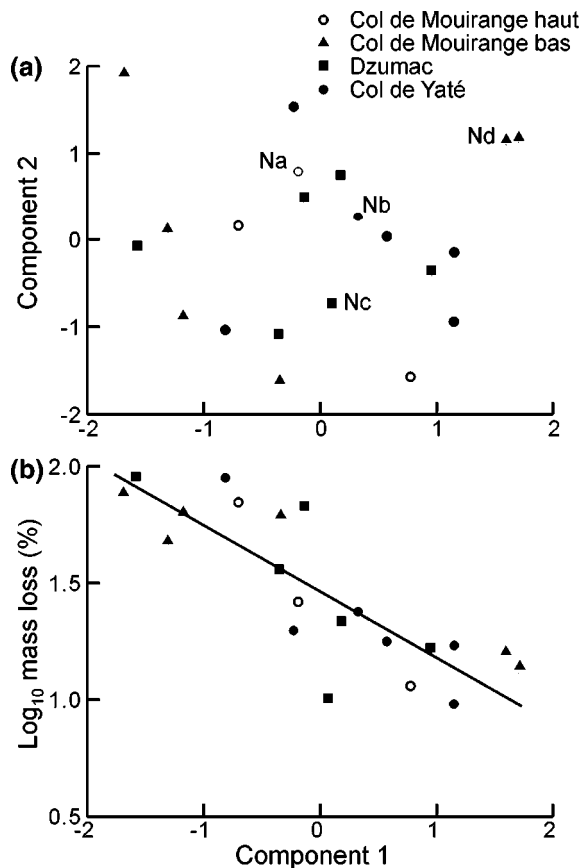 Col de Mouirange haut
Col de Mouirange bas
Dzumac
Col de Yaté
(a)
2
1
0
-1
-2
Component 2
Na
Nb
Nc
Nd
-2
-1
0
1
2
(b)
2.0
1.5
1.0
0.5
Log10 mass loss (%)
-2
-1
0
1
2
Component 1